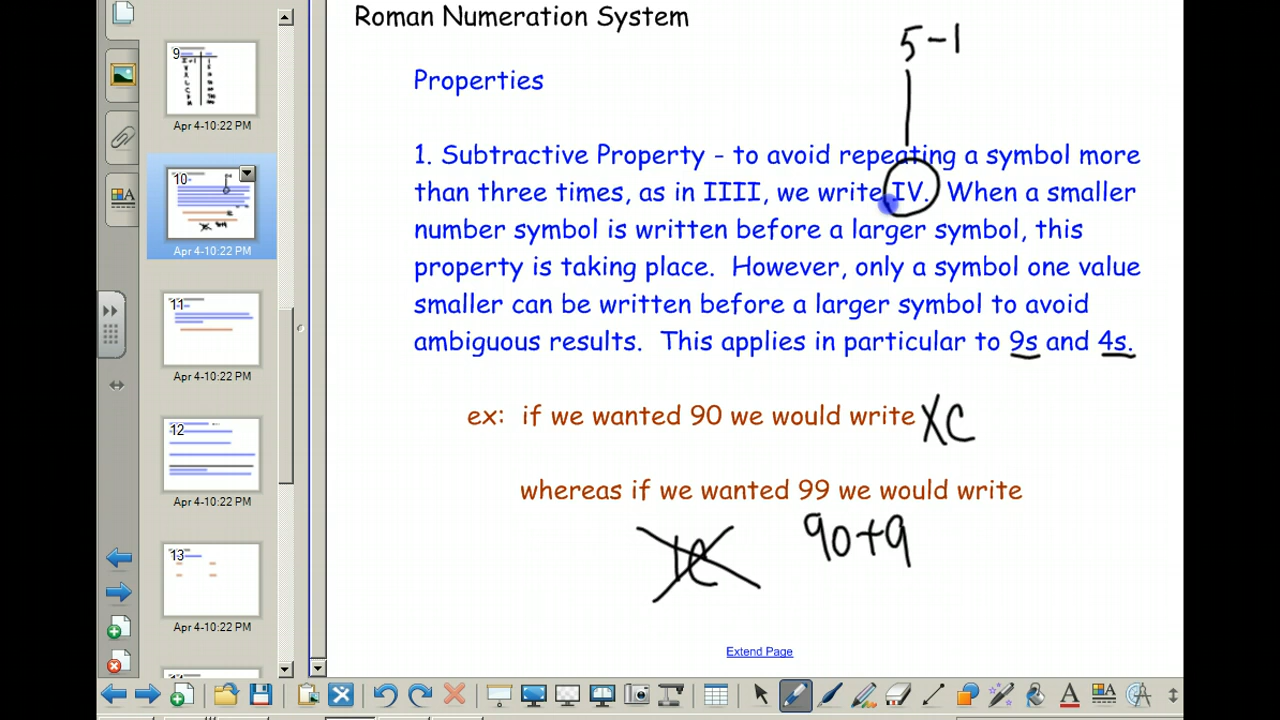 Roman Numeration System
5-1
Properties
1. Subtractive Property - to avoid repeating a symbol more
than three times, as in IIII, we write IV. When a smaller
number symbol is written before a larger symbol, this
property is taking place. However, only a symbol one value
smaller can be written before a larger symbol to avoid
ambiguous results. This applies in particular to 9s and 4s.
ex: if we wanted 90 we would write XC
whereas if we wanted 99 we would write
IC 90+9
Extend Page
9
Apr 4-10:22 PM
10
Apr 4-10:22 PM
11
Apr 4-10:22 PM
12
Apr 4-10:22 PM
13
Apr 4-10:22 PM